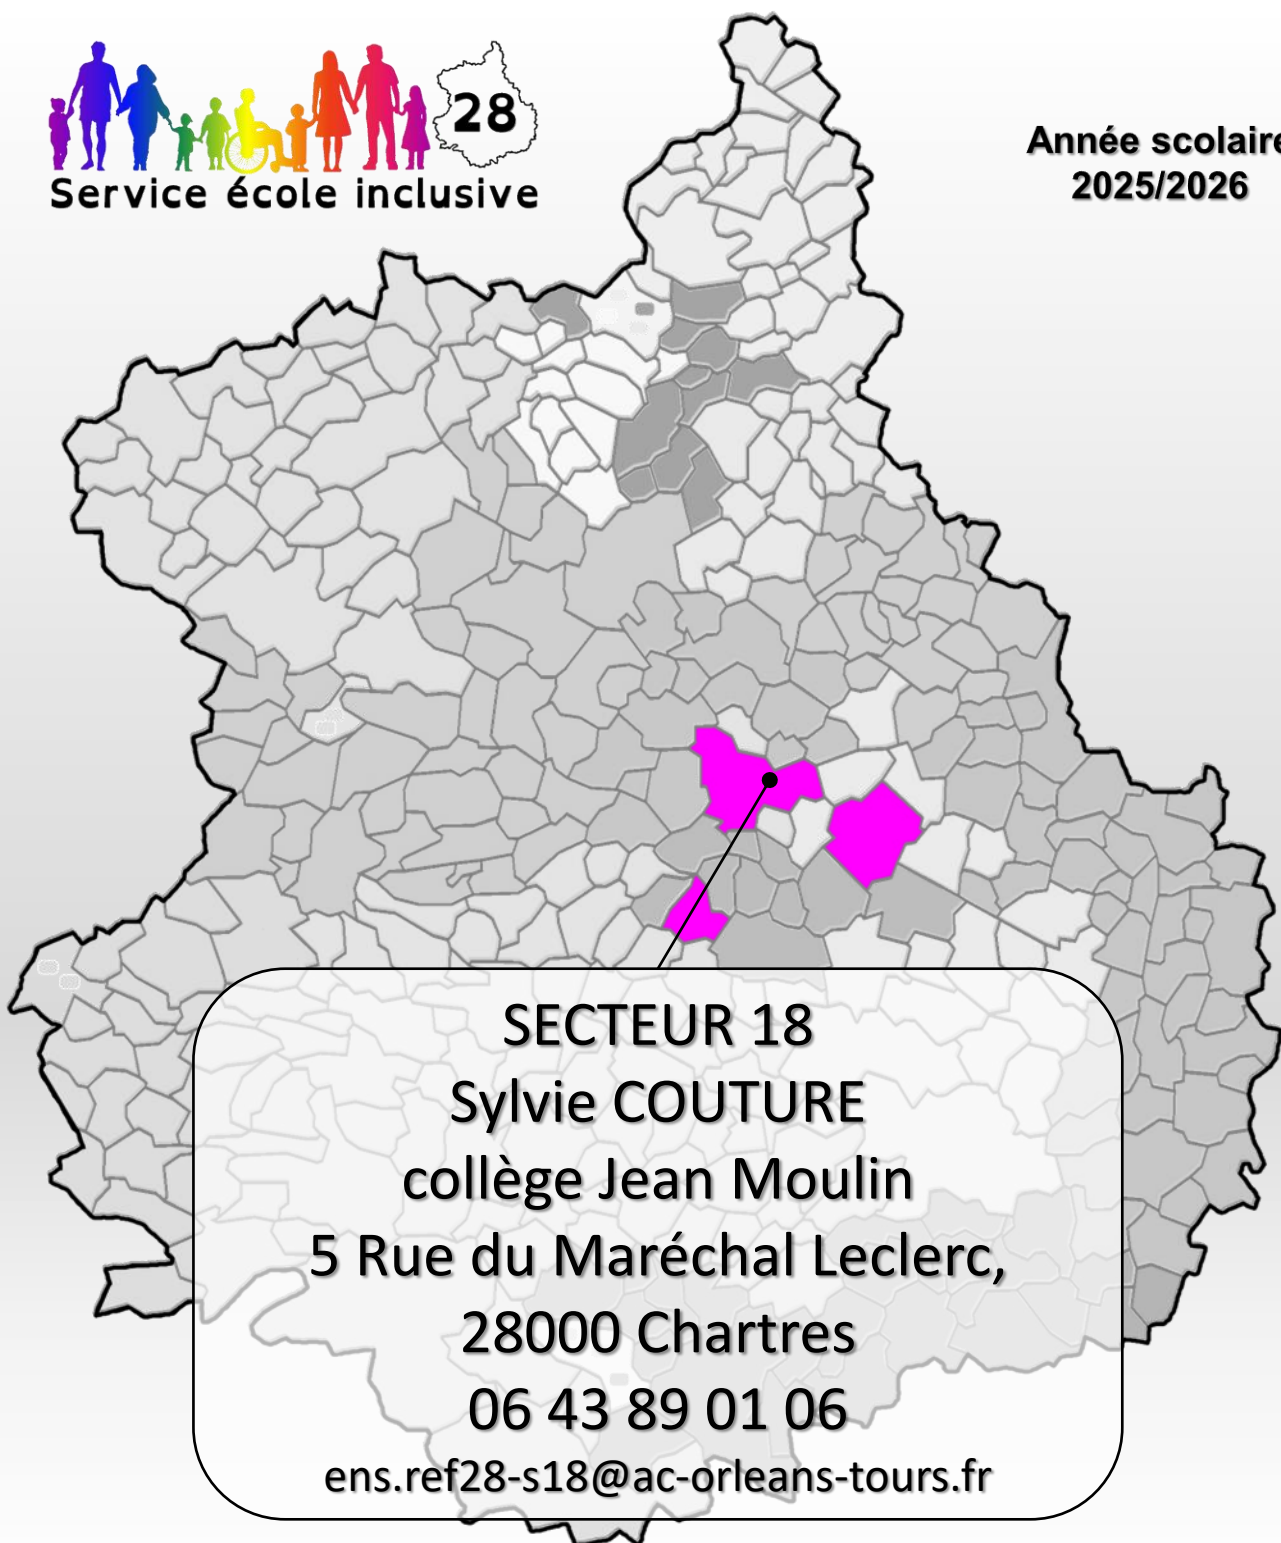 28
Service école inclusive
Année scolaire
2025/2026
SECTEUR 18
Sylvie COUTURE
collège Jean Moulin
5 Rue du Maréchal Leclerc,
28000 Chartres
06 43 89 01 06
ens.ref28-s18@ac-orleans-tours.fr